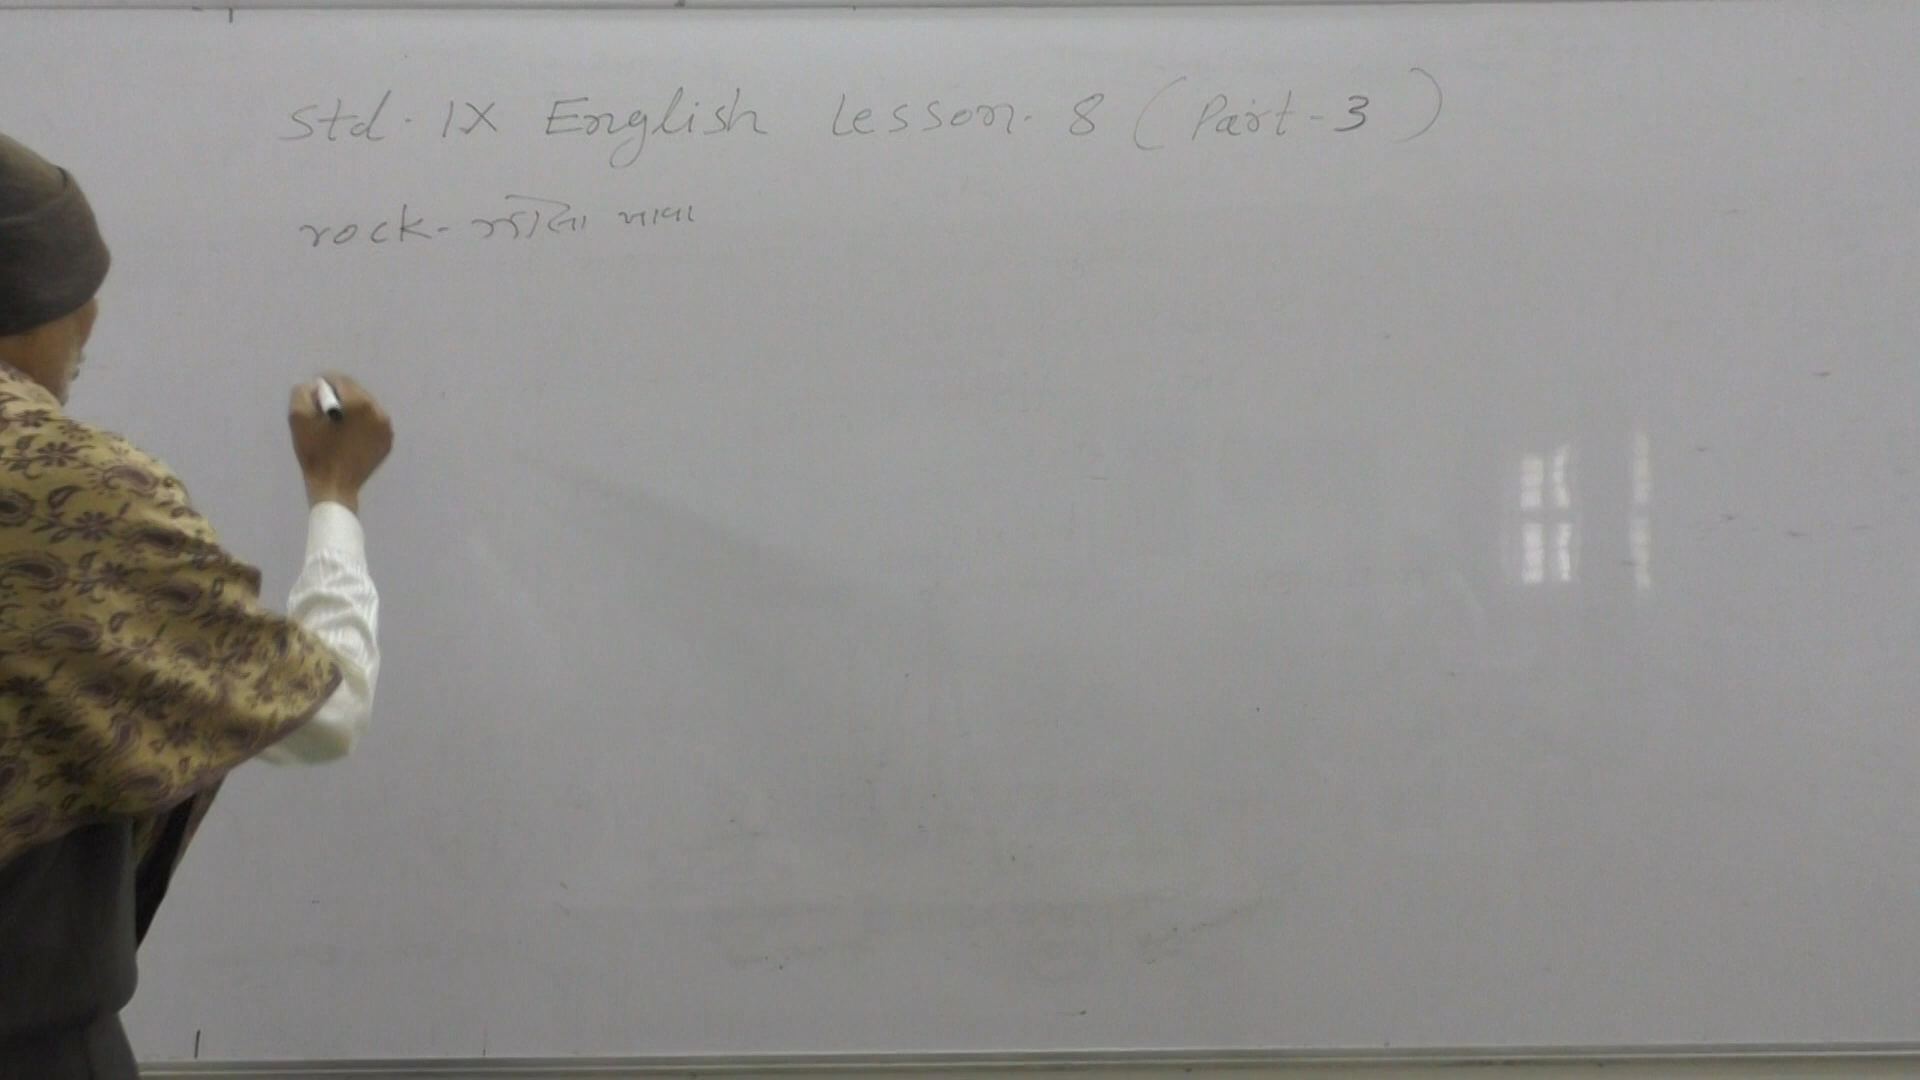 Std. IX English Lesson. 8 (Part-3)
rock- ઝોલા ખાવા